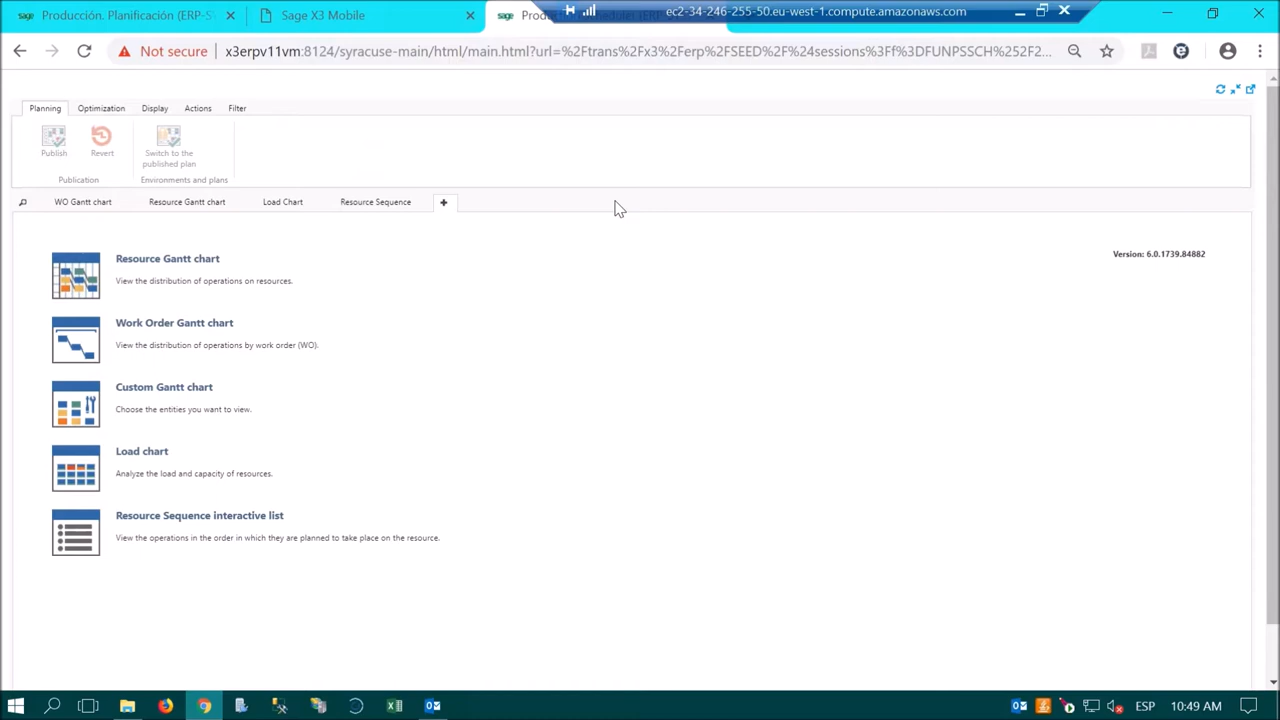 Producción. Planificación (ERP-SV
Sage X3 Mobile
sage
ec2-34-246-255-50.eu-west-1.compute.amazonaws.com
Not secure
x3erpv11vm:8124/syracuse-main/html/main.html?url=%2Ftrans%2Fx3%2Ferp%2FSEED%2F%24sessions%3Ff%3DFUNPSSCH%252F2...
Planning
Optimization
Display
Actions
Filter
Publish
Revert
Switch to the
published plan
Publication
Environments and plans
WO Gantt chart
Resource Gantt chart
Load Chart
Resource Sequence
Resource Gantt chart
View the distribution of operations on resources.
Version: 6.0.1739.84882
Work Order Gantt chart
View the distribution of operations by work order (WO).
Custom Gantt chart
Choose the entities you want to view.
Load chart
Analyze the load and capacity of resources.
Resource Sequence interactive list
View the operations in the order in which they are planned to take place on the resource.
ESP
10:49 AM